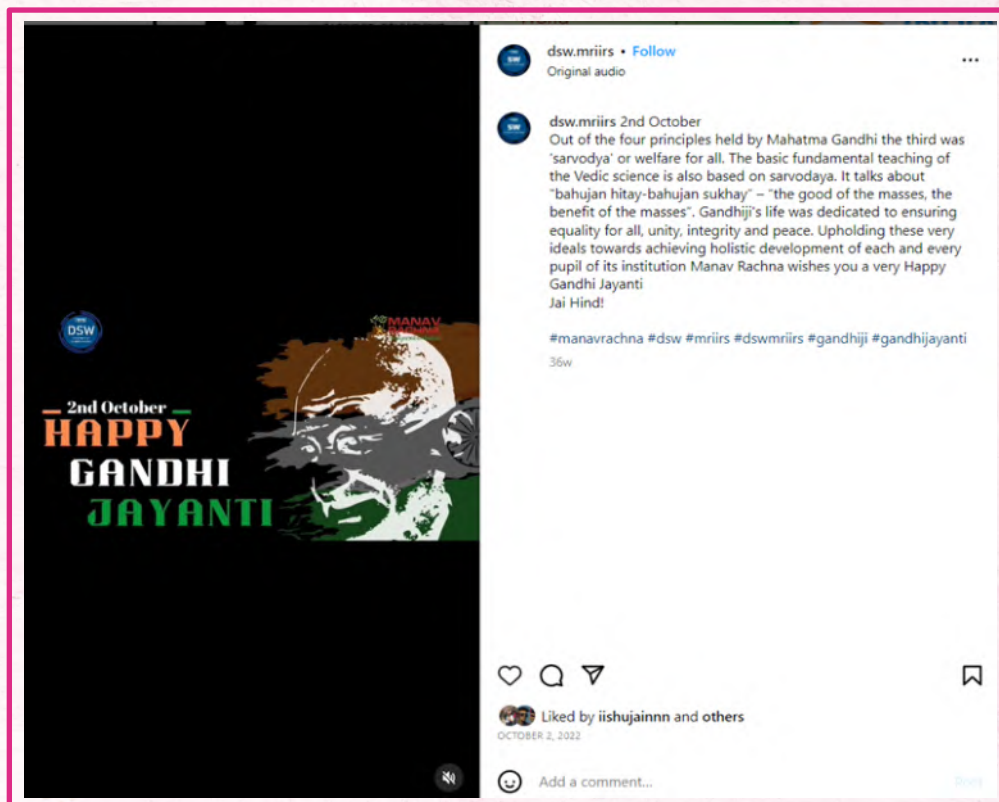 dsw.mriirs • Follow
Original audio
dsw.mriirs 2nd October
Out of the four principles held by Mahatma Gandhi the third was
'sarvodya' or welfare for all. The basic fundamental teaching of
the Vedic science is also based on sarvodaya. It talks about
"bahujan hitay-bahujan sukhay" – "the good of the masses, the
benefit of the masses". Gandhiji's life was dedicated to ensuring
equality for all, unity, integrity and peace. Upholding these very
ideals towards achieving holistic development of each and every
pupil of its institution Manav Rachna wishes you a very Happy
Gandhi Jayanti
Jai Hind!
#manavrachna #dsw #mriirs #dswmriirs #gandhiji #gandhijayanti
36w
DSW
MANAV
RACHNA
2nd October
HAPPY
GANDHI
JAYANTI
Liked by iishujainnn and others
OCTOBER 2, 2022
Add a comment...
Post